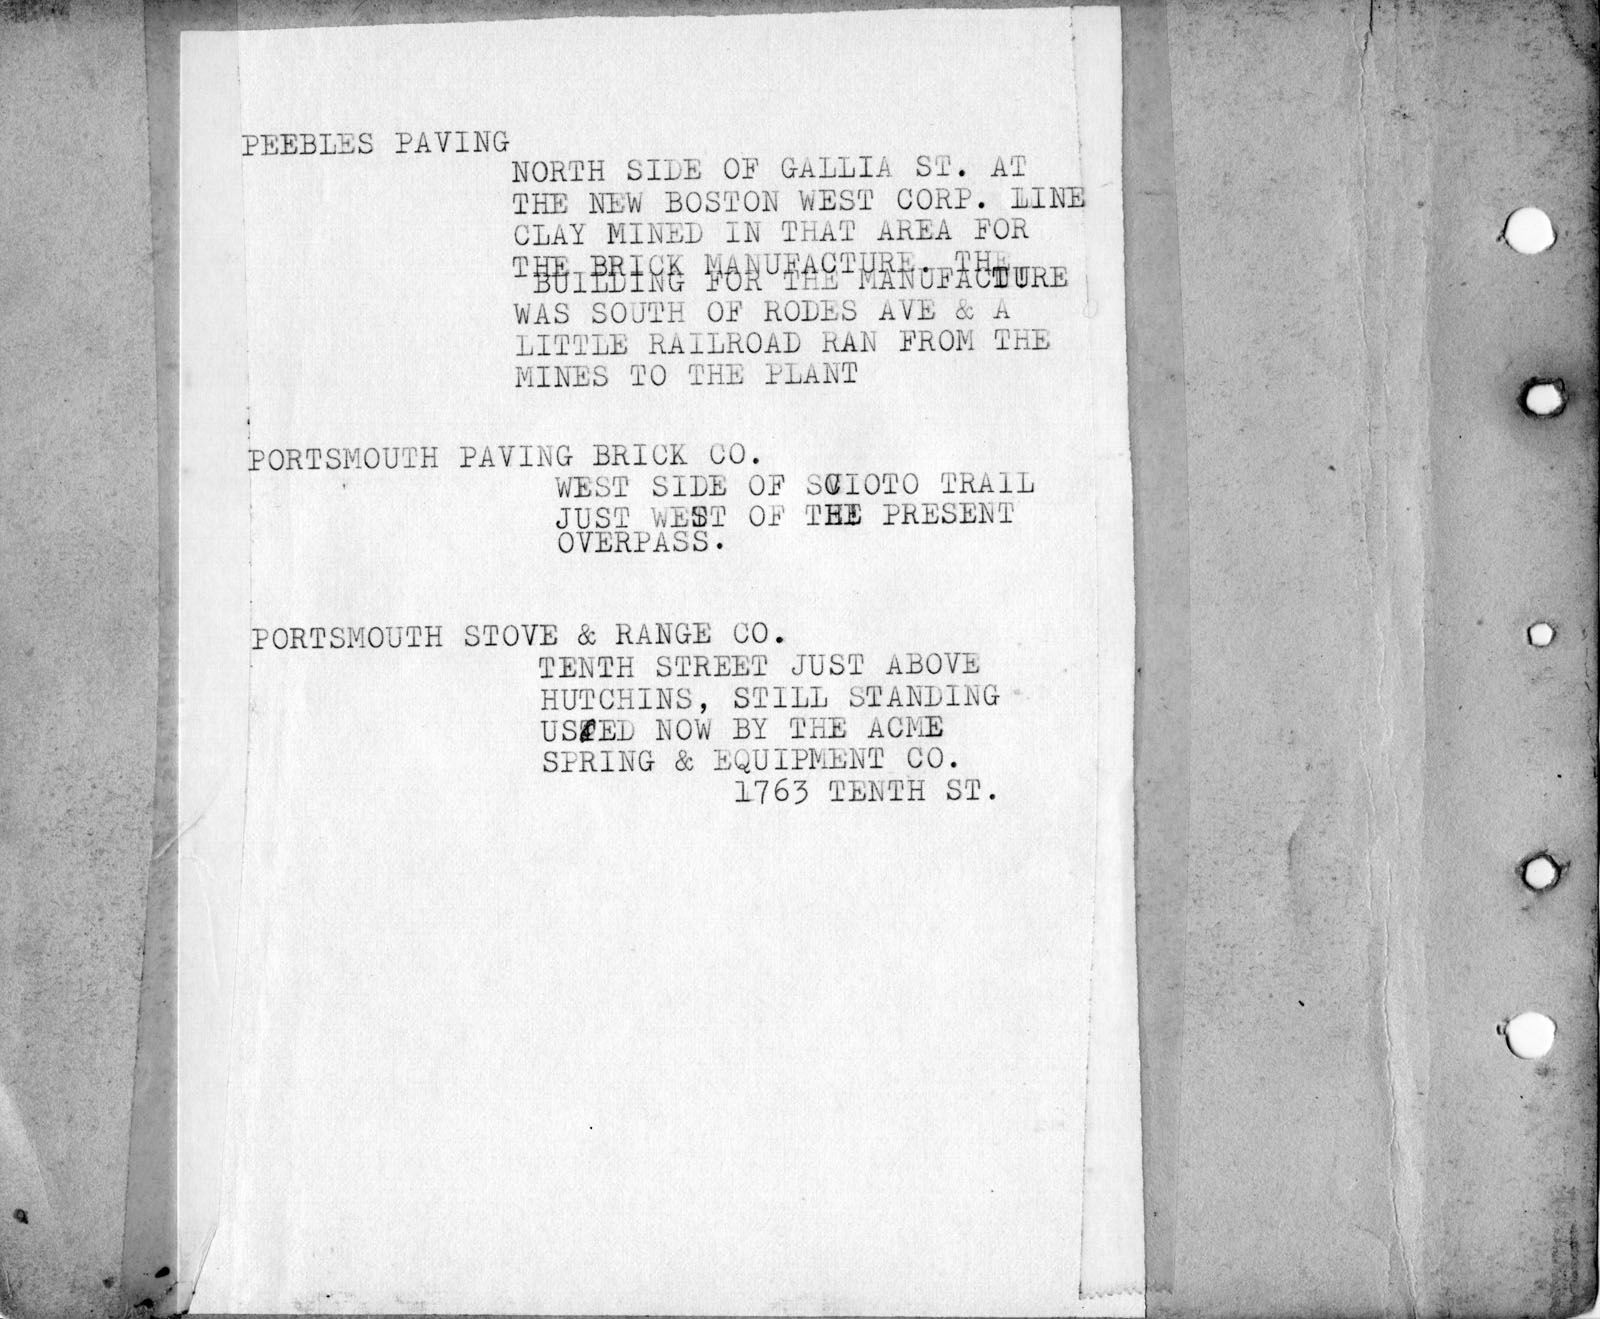 PEEBLES PAVING
NORTH SIDE OF GALLIA ST. AT
THE NEW BOSTON WEST CORP. LINE
CLAY MINED IN THAT AREA FOR
THE BRICK MANUFACTURE. THE
BUILDING FOR THE MANUFACTURE
WAS SOUTH OF RODES AVE & A
LITTLE RAILROAD RAN FROM THE
MINES TO THE PLANT
PORTSMOUTH PAVING BRICK CO.
WEST SIDE OF SCIOTO TRAIL
JUST WEST OF THE PRESENT
OVERPASS.
PORTSMOUTH STOVE & RANGE CO.
TENTH STREET JUST ABOVE
HUTCHINS, STILL STANDING
USED NOW BY THE ACME
SPRING & EQUIPMENT CO.
1763 TENTH ST.